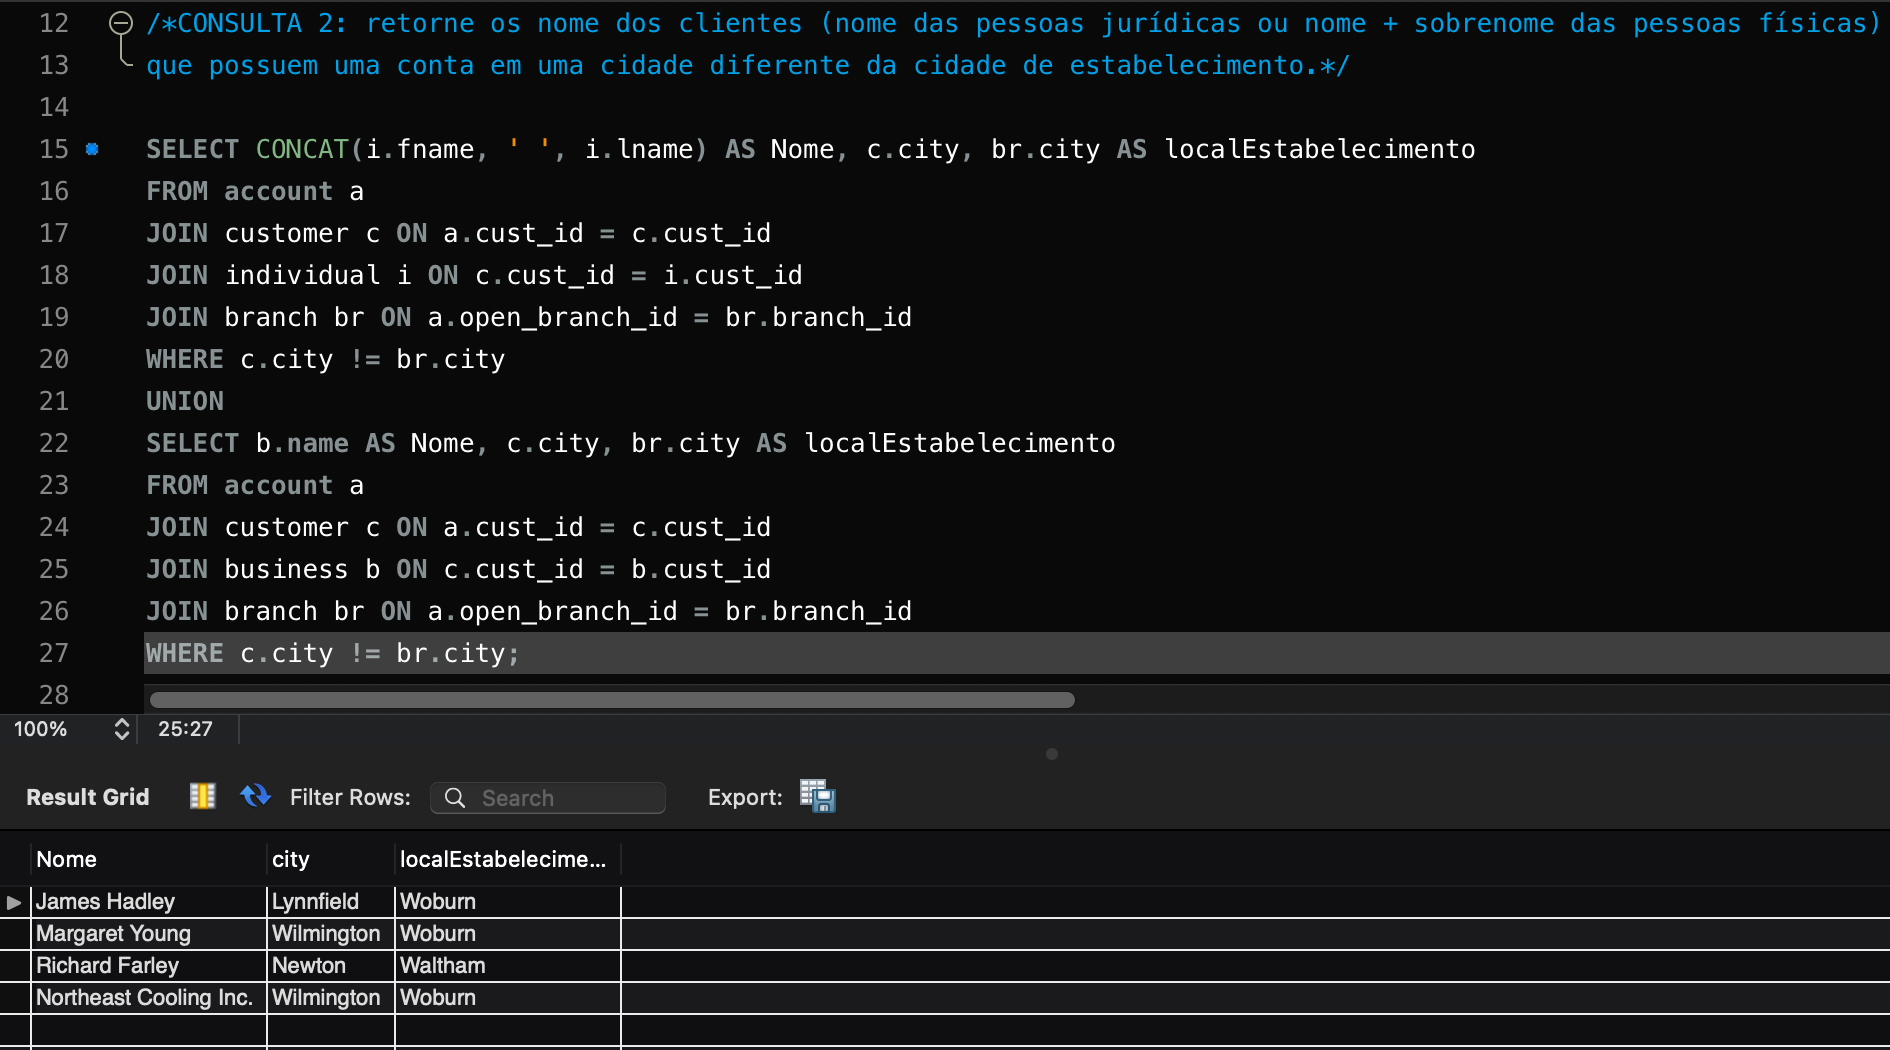 12 /*CONSULTA 2: retorne os nome dos clientes (nome das pessoas jurídicas ou nome + sobrenome das pessoas físicas)
13 que possuem uma conta em uma cidade diferente da cidade de estabelecimento.*/
14
15 SELECT CONCAT(i.fname, ' ', i.lname) AS Nome, c.city, br.city AS localEstabelecimento
16 FROM account a
17 JOIN customer c ON a.cust_id = c.cust_id
18 JOIN individual i ON c.cust_id = i.cust_id
19 JOIN branch br ON a.open_branch_id = br.branch_id
20 WHERE c.city != br.city
21 UNION
22 SELECT b.name AS Nome, c.city, br.city AS localEstabelecimento
23 FROM account a
24 JOIN customer c ON a.cust_id = c.cust_id
25 JOIN business b ON c.cust_id = b.cust_id
26 JOIN branch br ON a.open_branch_id = br.branch_id
27 WHERE c.city != br.city;
28
100% 25:27
Result Grid Filter Rows: Search Export:
Nome city localEstabelecime...
James Hadley Lynnfield Woburn
Margaret Young Wilmington Woburn
Richard Farley Newton Waltham
Northeast Cooling Inc. Wilmington Woburn